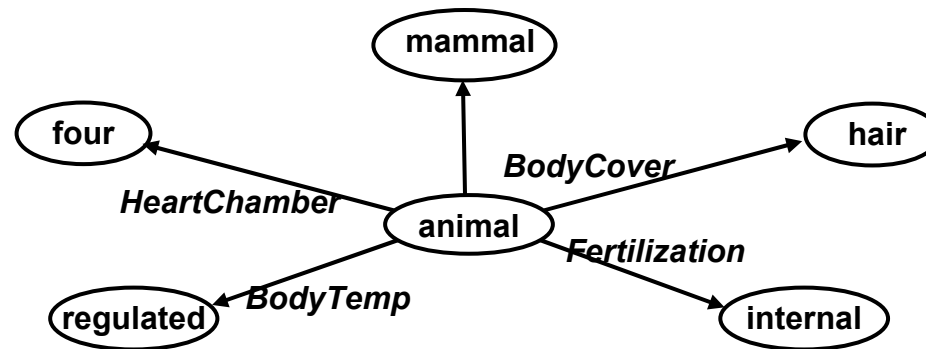 mammal
four
hair
BodyCover
HeartChamber
animal
Fertilization
BodyTemp
regulated
internal